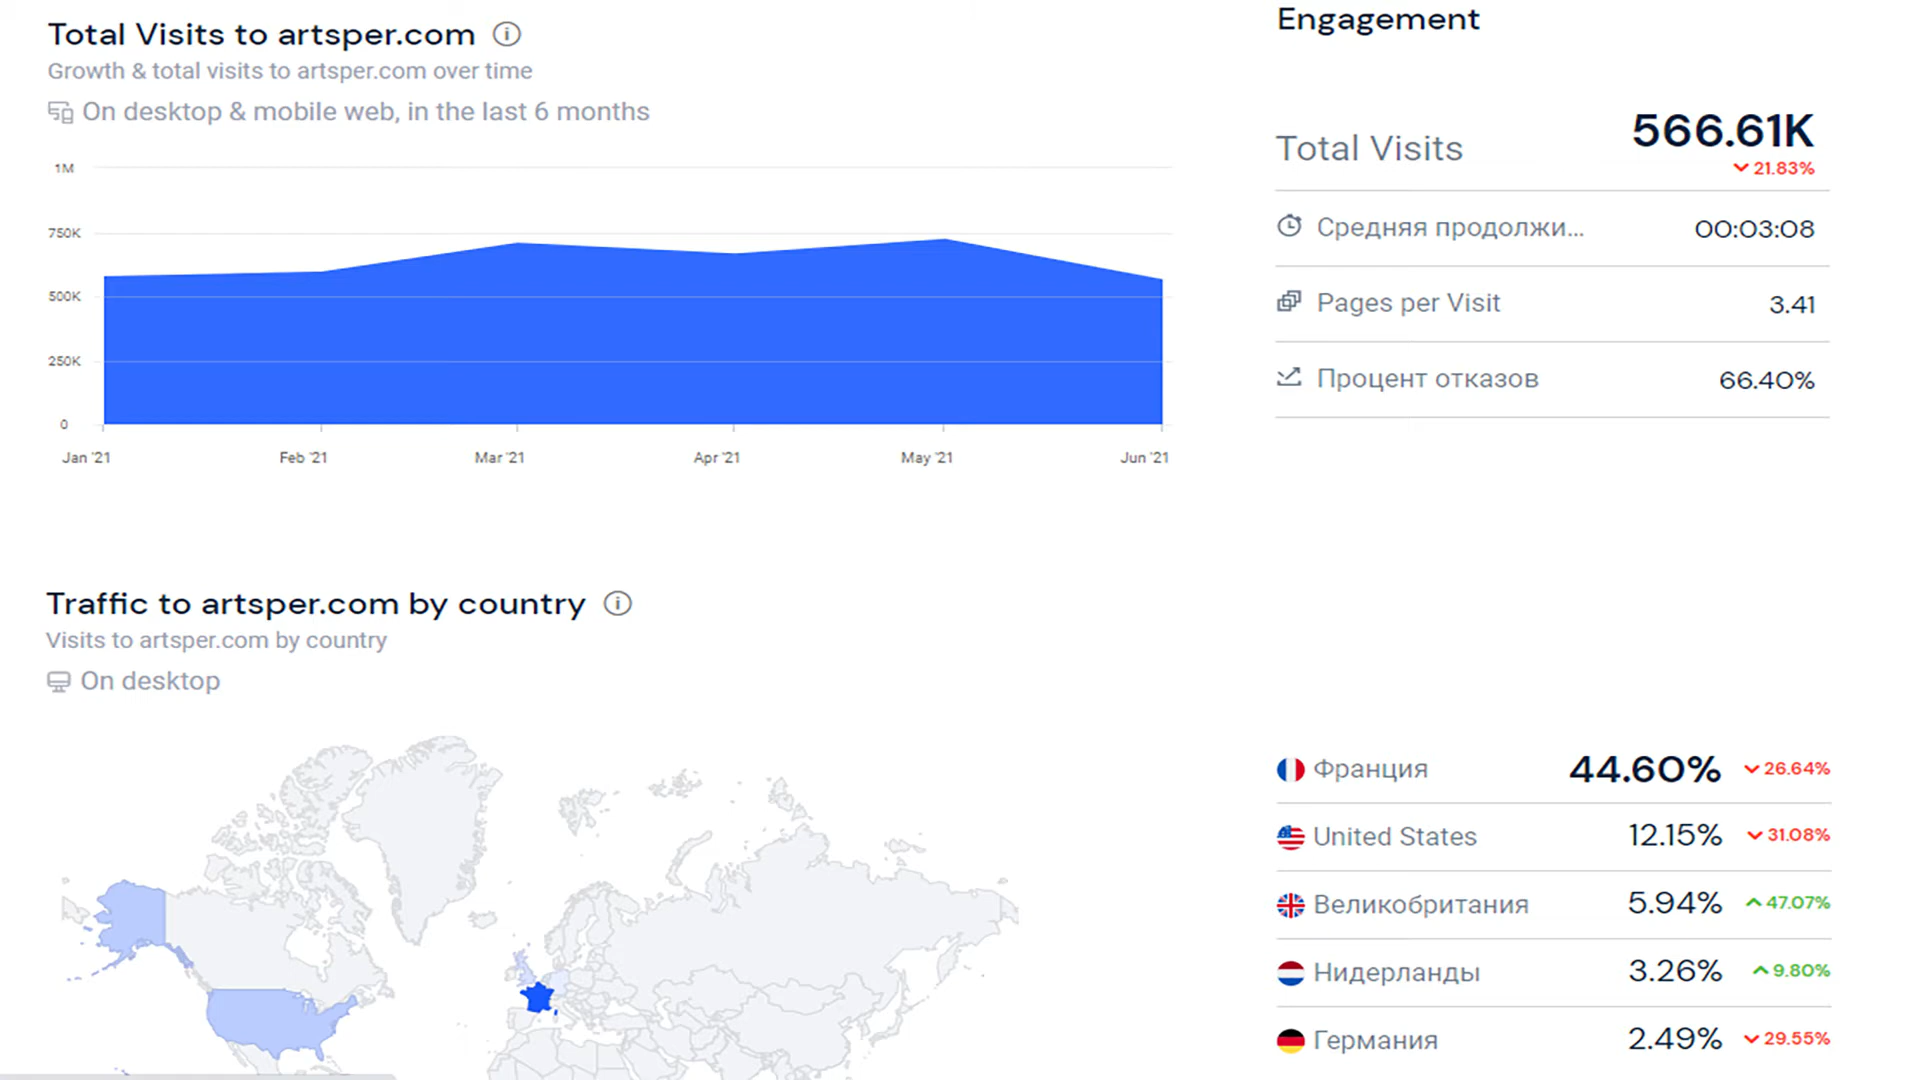 Total Visits to artsper.com
Growth & total visits to artsper.com over time
On desktop & mobile web, in the last 6 months
1M
750K
500K
250K
0
Jan '21 Feb '21 Mar '21 Apr '21 May '21 Jun '21
Engagement
Total Visits 566.61K
21.83%
Средняя продолжи... 00:03:08
Pages per Visit 3.41
Процент отказов 66.40%
Traffic to artsper.com by country
Visits to artsper.com by country
On desktop
Франция 44.60% 26.64%
United States 12.15% 31.08%
Великобритания 5.94% 47.07%
Нидерланды 3.26% 9.80%
Германия 2.49% 29.55%